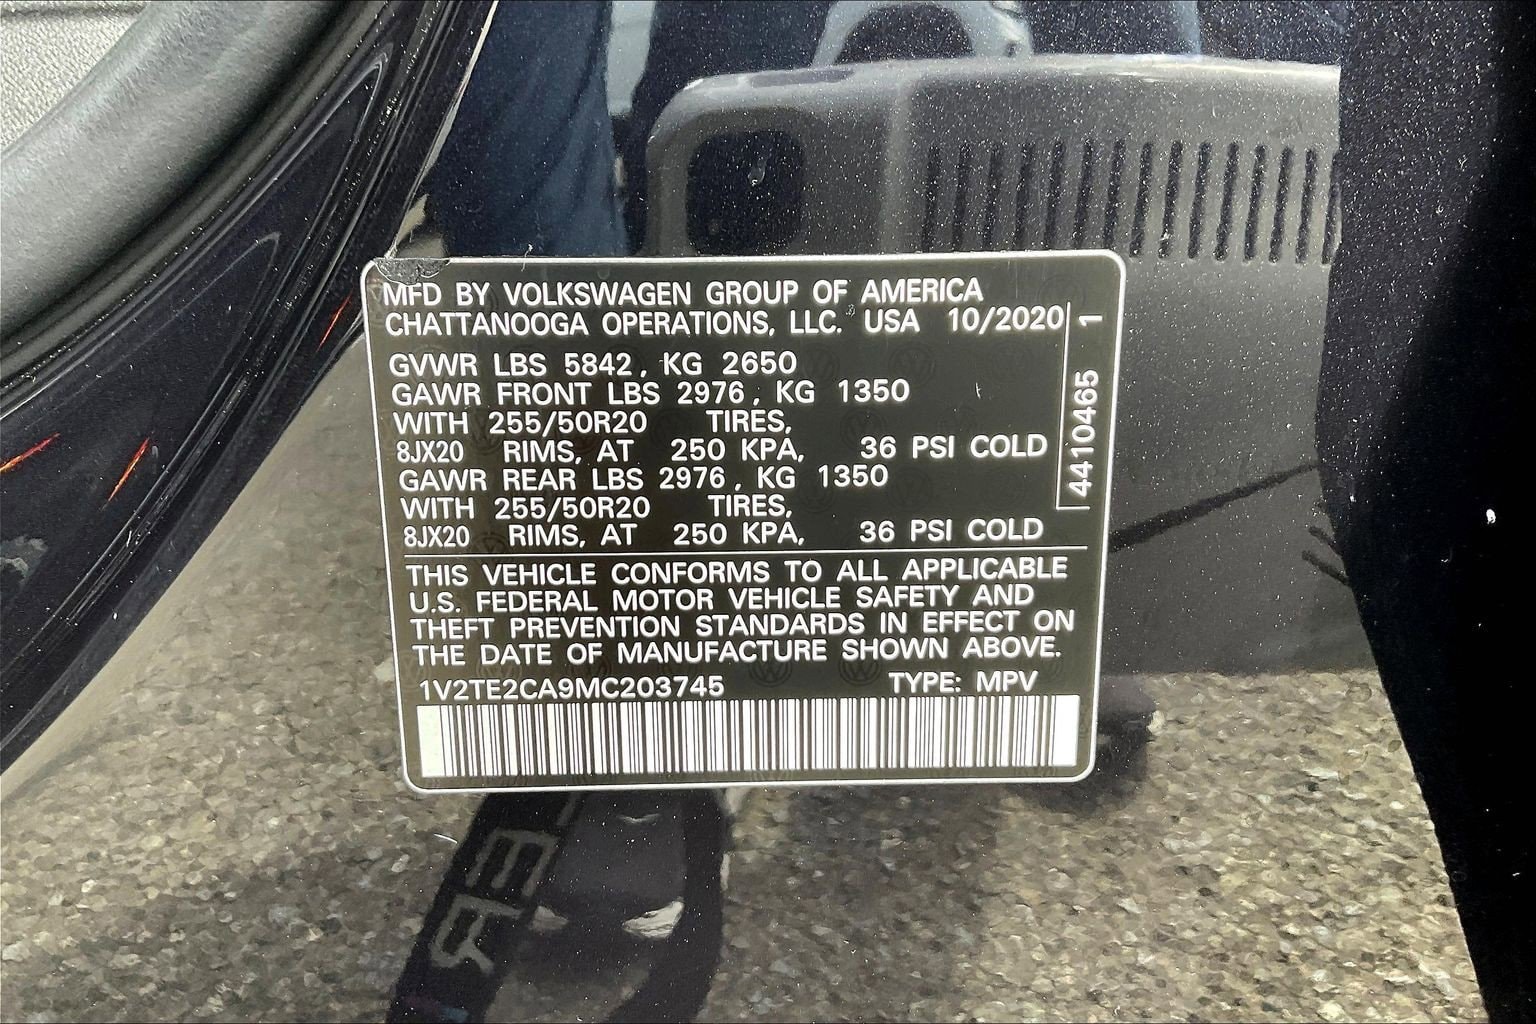 MFD BY VOLKSWAGEN GROUP OF AMERICA
CHATTANOOGA OPERATIONS, LLC. USA 10/2020
GVWR LBS 5842, KG 2650
GAWR FRONT LBS 2976, KG 1350
WITH 255/50R20 TIRES,
8JX20 RIMS, AT 250 KPA, 36 PSI COLD
GAWR REAR LBS 2976, KG 1350
WITH 255/50R20 TIRES,
8JX20 RIMS, AT 250 KPA, 36 PSI COLD
4410465 1
THIS VEHICLE CONFORMS TO ALL APPLICABLE
U.S. FEDERAL MOTOR VEHICLE SAFETY AND
THEFT PREVENTION STANDARDS IN EFFECT ON
THE DATE OF MANUFACTURE SHOWN ABOVE.
1V2TE2CA9MC203745 TYPE: MPV